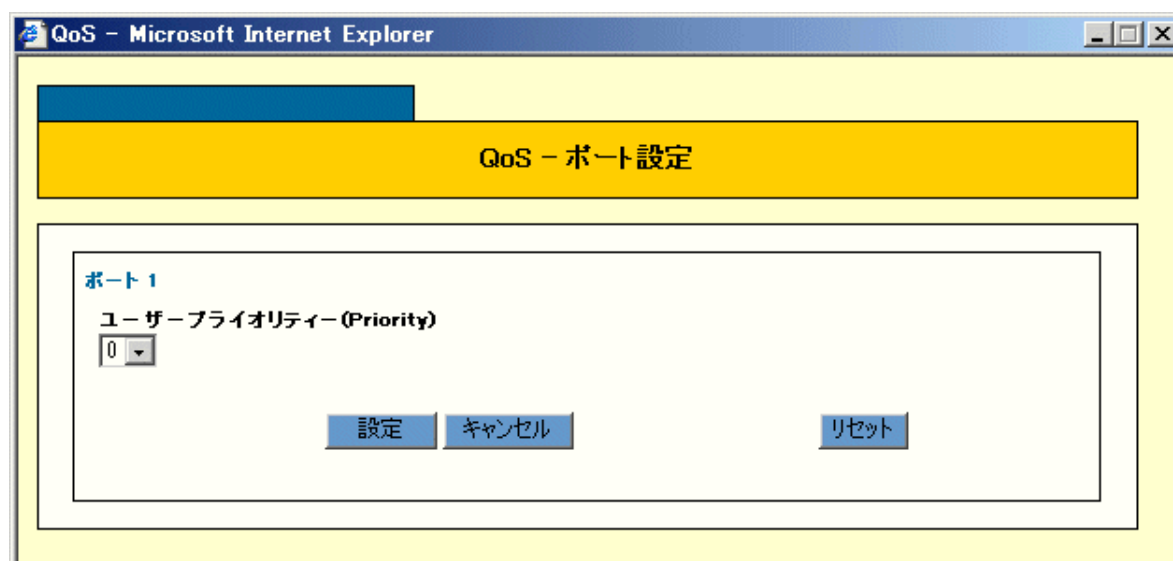 QoS - Microsoft Internet Explorer
QoS - ポート設定
ポート 1
ユーザープライオリティー(Priority)
0
設定 キャンセル リセット